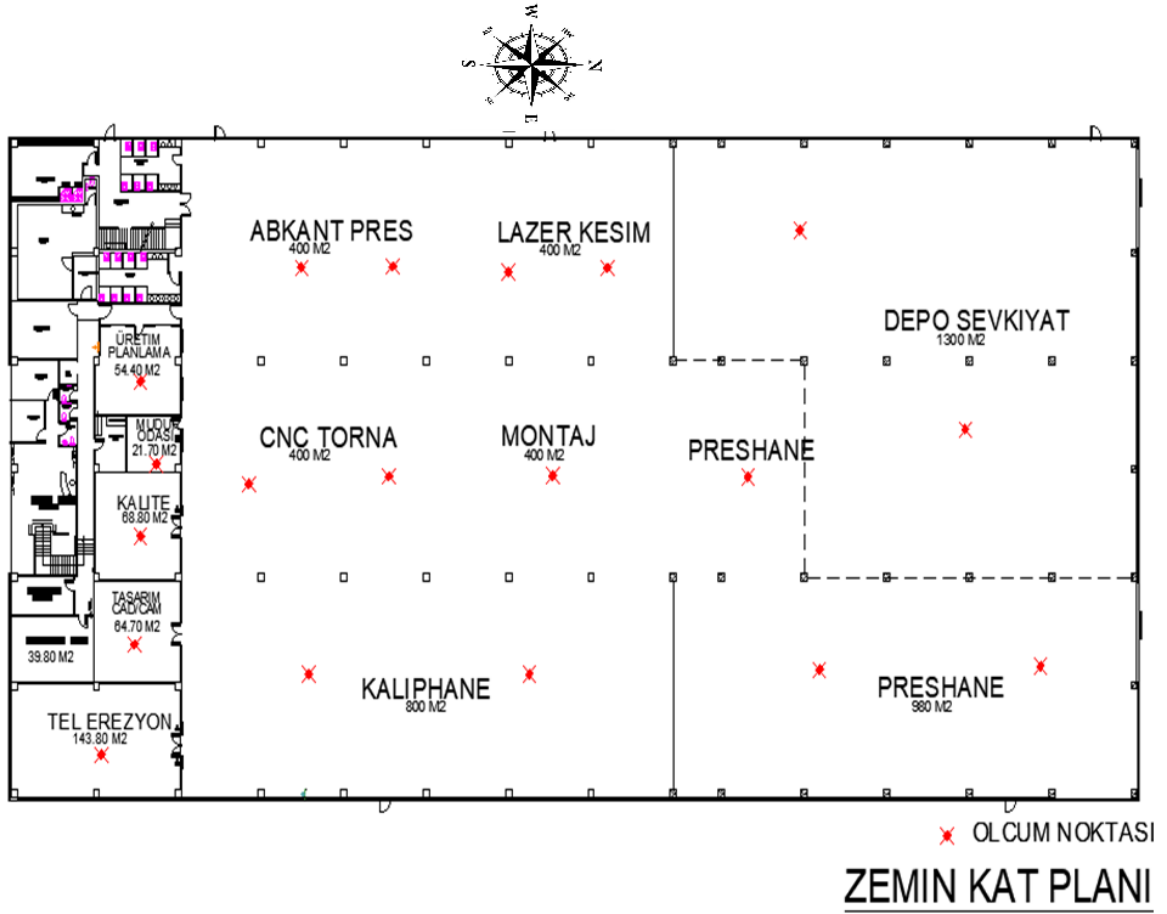 W
S
N
E
ABKANT PRES
400 M2
LAZER KESIM
400 M2
DEPO SEVKIYAT
1300 M2
ÜRETIM
PLANLAMA
54.40 M2
MUDUR
ODASI
21.70 M2
CNC TORNA
400 M2
MONTAJ
400 M2
PRESHANE
KALITE
68.80 M2
TASARIM
CAD/CAM
64.70 M2
39.80 M2
KALIPHANE
800 M2
PRESHANE
980 M2
TEL EREZYON
143.80 M2
OLCUM NOKTASI
ZEMIN KAT PLANI